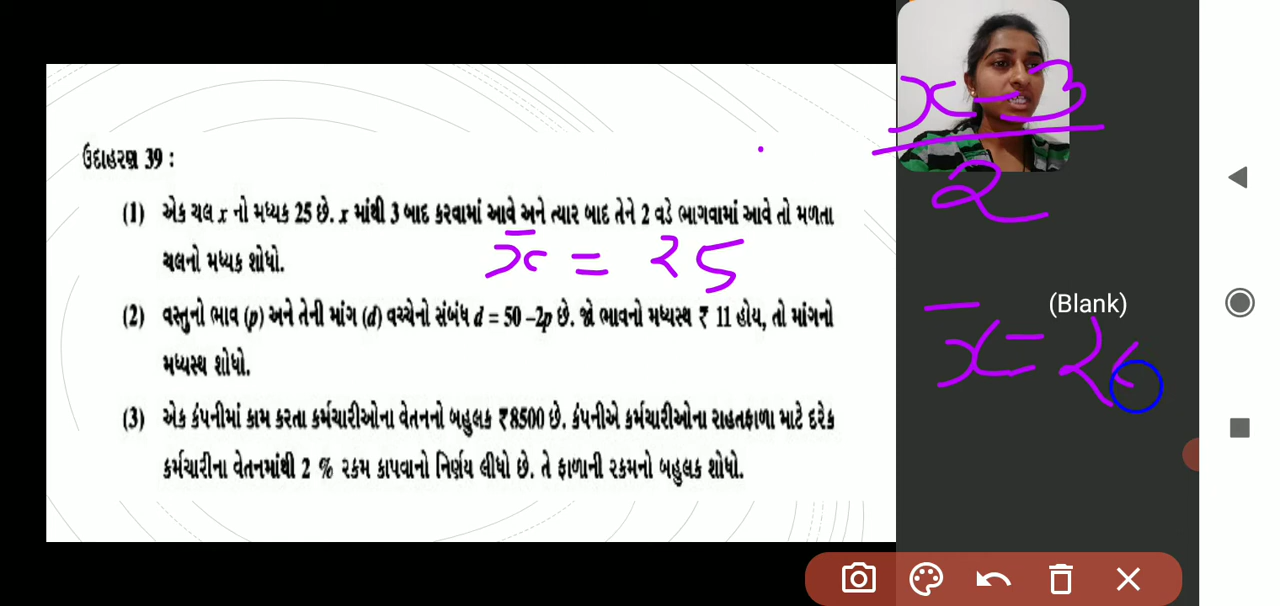 ઉદાહરણ 39 :
(1) એક ચલ x નો મધ્યક 25 છે. x માંથી 3 બાદ કરવામાં આવે અને ત્યાર બાદ તેને 2 વડે ભાગવામાં આવે તો મળતા
ચલનો મધ્યક શોધો.
x̅ = 25
(2) વસ્તુનો ભાવ (p) અને તેની માંગ (d) વચ્ચેનો સંબંધ d = 50 –2p છે. જો ભાવનો મધ્યસ્થ ₹ 11 હોય, તો માંગનો
મધ્યસ્થ શોધો.
(3) એક કંપનીમાં કામ કરતા કર્મચારીઓના વેતનનો બહુલક ₹8500 છે. કંપનીએ કર્મચારીઓના રાહતફાળા માટે દરેક
કર્મચારીના વેતનમાંથી 2 % રકમ કાપવાનો નિર્ણય લીધો છે. તે ફાળાની રકમનો બહુલક શોધો.
x – 3
2
(Blank)
x̅ = 2